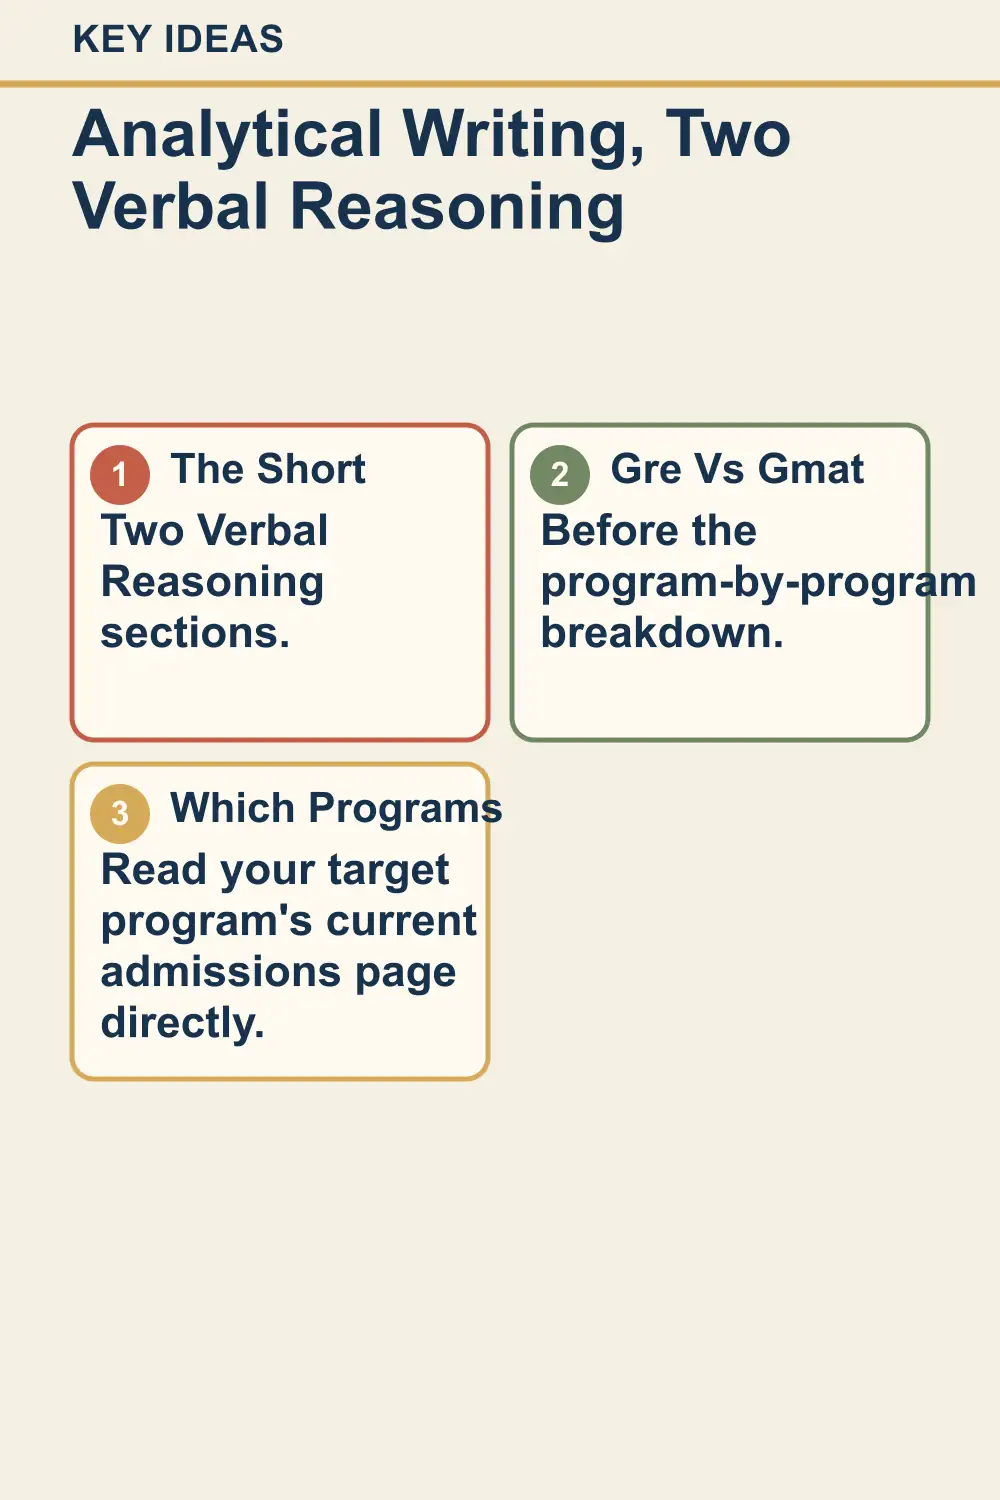 KEY IDEAS
Analytical Writing, Two
Verbal Reasoning
1 The Short
Two Verbal
Reasoning
sections.
2 Gre Vs Gmat
Before the
program-by-program
breakdown.
3 Which Programs
Read your target
program's current
admissions page
directly.